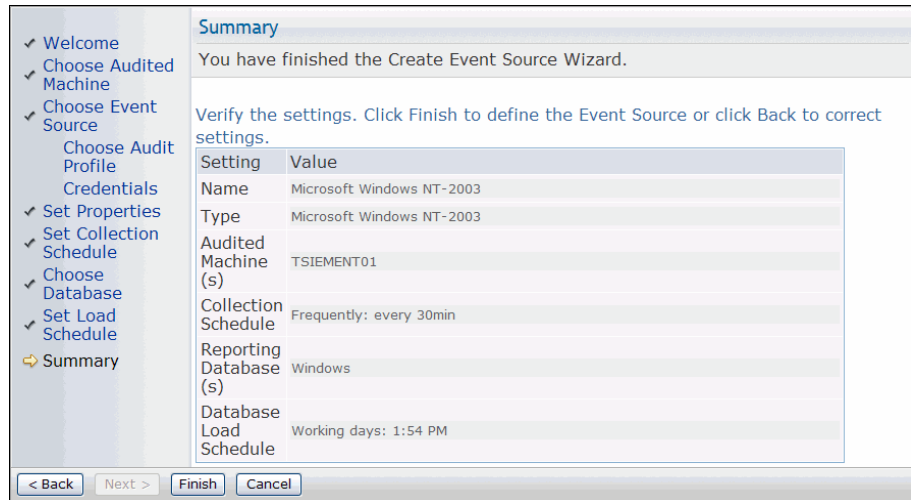 Welcome
Choose Audited
Machine
Choose Event
Source
Choose Audit
Profile
Credentials
Set Properties
Set Collection
Schedule
Choose
Database
Set Load
Schedule
Summary
Summary
You have finished the Create Event Source Wizard.
Verify the settings. Click Finish to define the Event Source or click Back to correct
settings.
Setting Value
Name Microsoft Windows NT-2003
Type Microsoft Windows NT-2003
Audited
Machine
(s) TSIEMENT01
Collection
Schedule Frequently: every 30min
Reporting
Database
(s) Windows
Database
Load
Schedule Working days: 1:54 PM
< Back Next > Finish Cancel